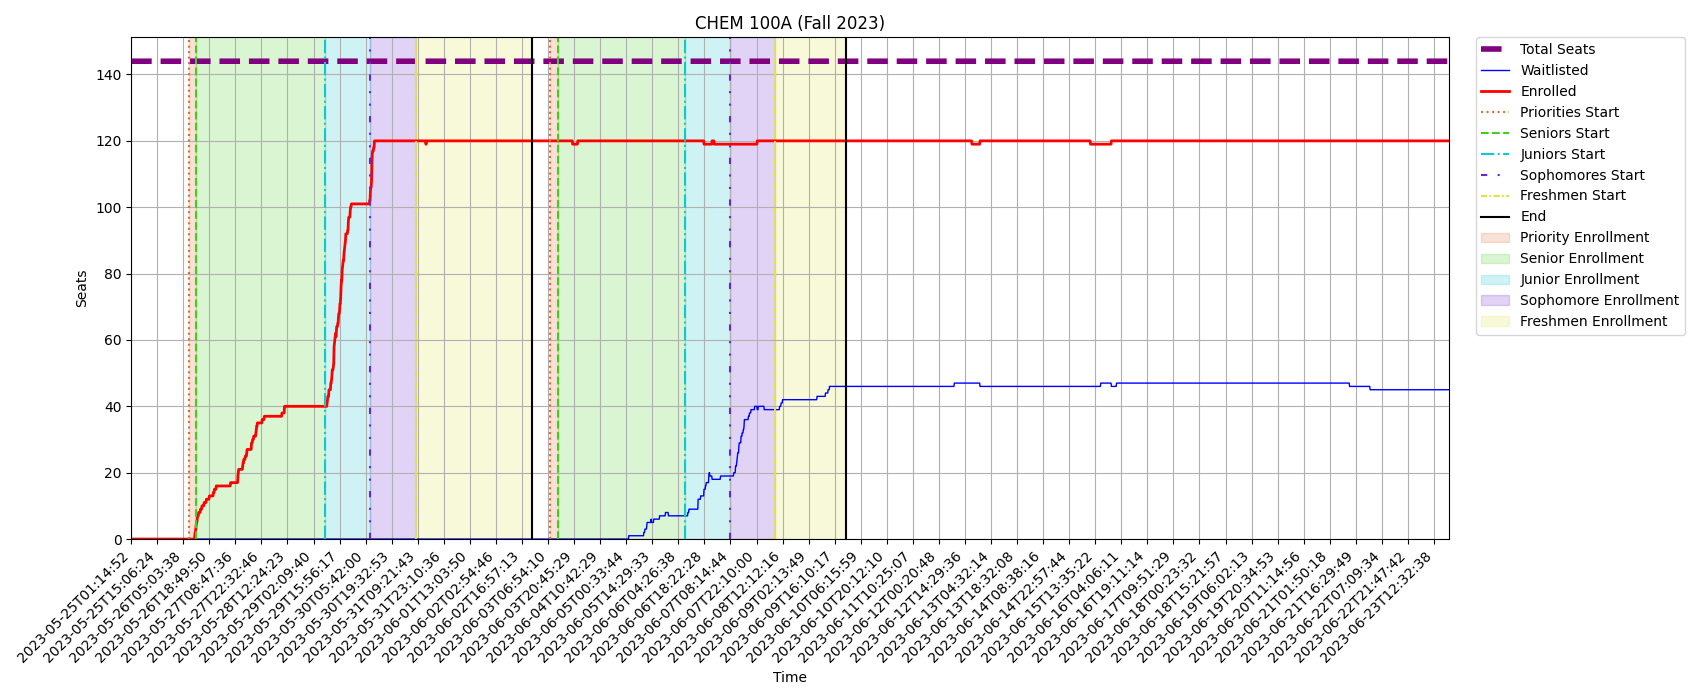 CHEM 100A (Fall 2023)
Total Seats
Waitlisted
Enrolled
Priorities Start
Seniors Start
Juniors Start
Sophomores Start
Freshmen Start
End
Priority Enrollment
Senior Enrollment
Junior Enrollment
Sophomore Enrollment
Freshmen Enrollment
Seats
140
120
100
80
60
40
20
0
2023-05-25T01:14:52
2023-05-25T15:06:24
2023-05-26T05:03:38
2023-05-26T18:49:50
2023-05-27T08:47:36
2023-05-27T22:32:46
2023-05-28T12:24:23
2023-05-29T02:09:40
2023-05-29T15:56:17
2023-05-30T05:42:00
2023-05-30T19:32:53
2023-05-31T09:21:43
2023-05-31T23:10:36
2023-06-01T13:03:50
2023-06-02T02:54:46
2023-06-02T16:57:13
2023-06-03T06:54:10
2023-06-03T20:45:29
2023-06-04T10:42:29
2023-06-05T00:33:44
2023-06-05T14:29:33
2023-06-06T04:26:38
2023-06-06T18:22:28
2023-06-07T08:14:44
2023-06-07T22:10:00
2023-06-08T12:12:16
2023-06-09T02:13:49
2023-06-09T16:10:17
2023-06-10T06:15:59
2023-06-10T20:12:10
2023-06-11T10:25:07
2023-06-12T00:20:48
2023-06-12T14:29:36
2023-06-13T04:32:14
2023-06-13T18:32:08
2023-06-14T08:38:16
2023-06-14T22:57:44
2023-06-15T13:35:22
2023-06-16T04:06:11
2023-06-16T19:11:14
2023-06-17T09:51:29
2023-06-18T00:23:32
2023-06-18T15:21:57
2023-06-19T06:02:13
2023-06-19T20:34:53
2023-06-20T11:14:56
2023-06-21T01:50:18
2023-06-21T16:29:49
2023-06-22T07:09:34
2023-06-22T21:47:42
2023-06-23T12:32:38
Time